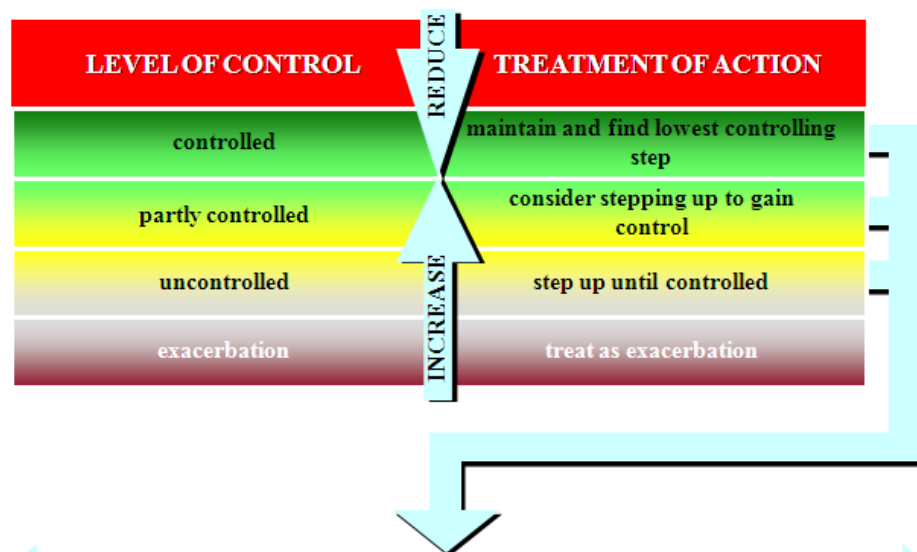 LEVEL OF CONTROL
REDUCE
TREATMENT OF ACTION
controlled
maintain and find lowest controlling
step
partly controlled
consider stepping up to gain
control
uncontrolled
INCREASE
step up until controlled
exacerbation
treat as exacerbation